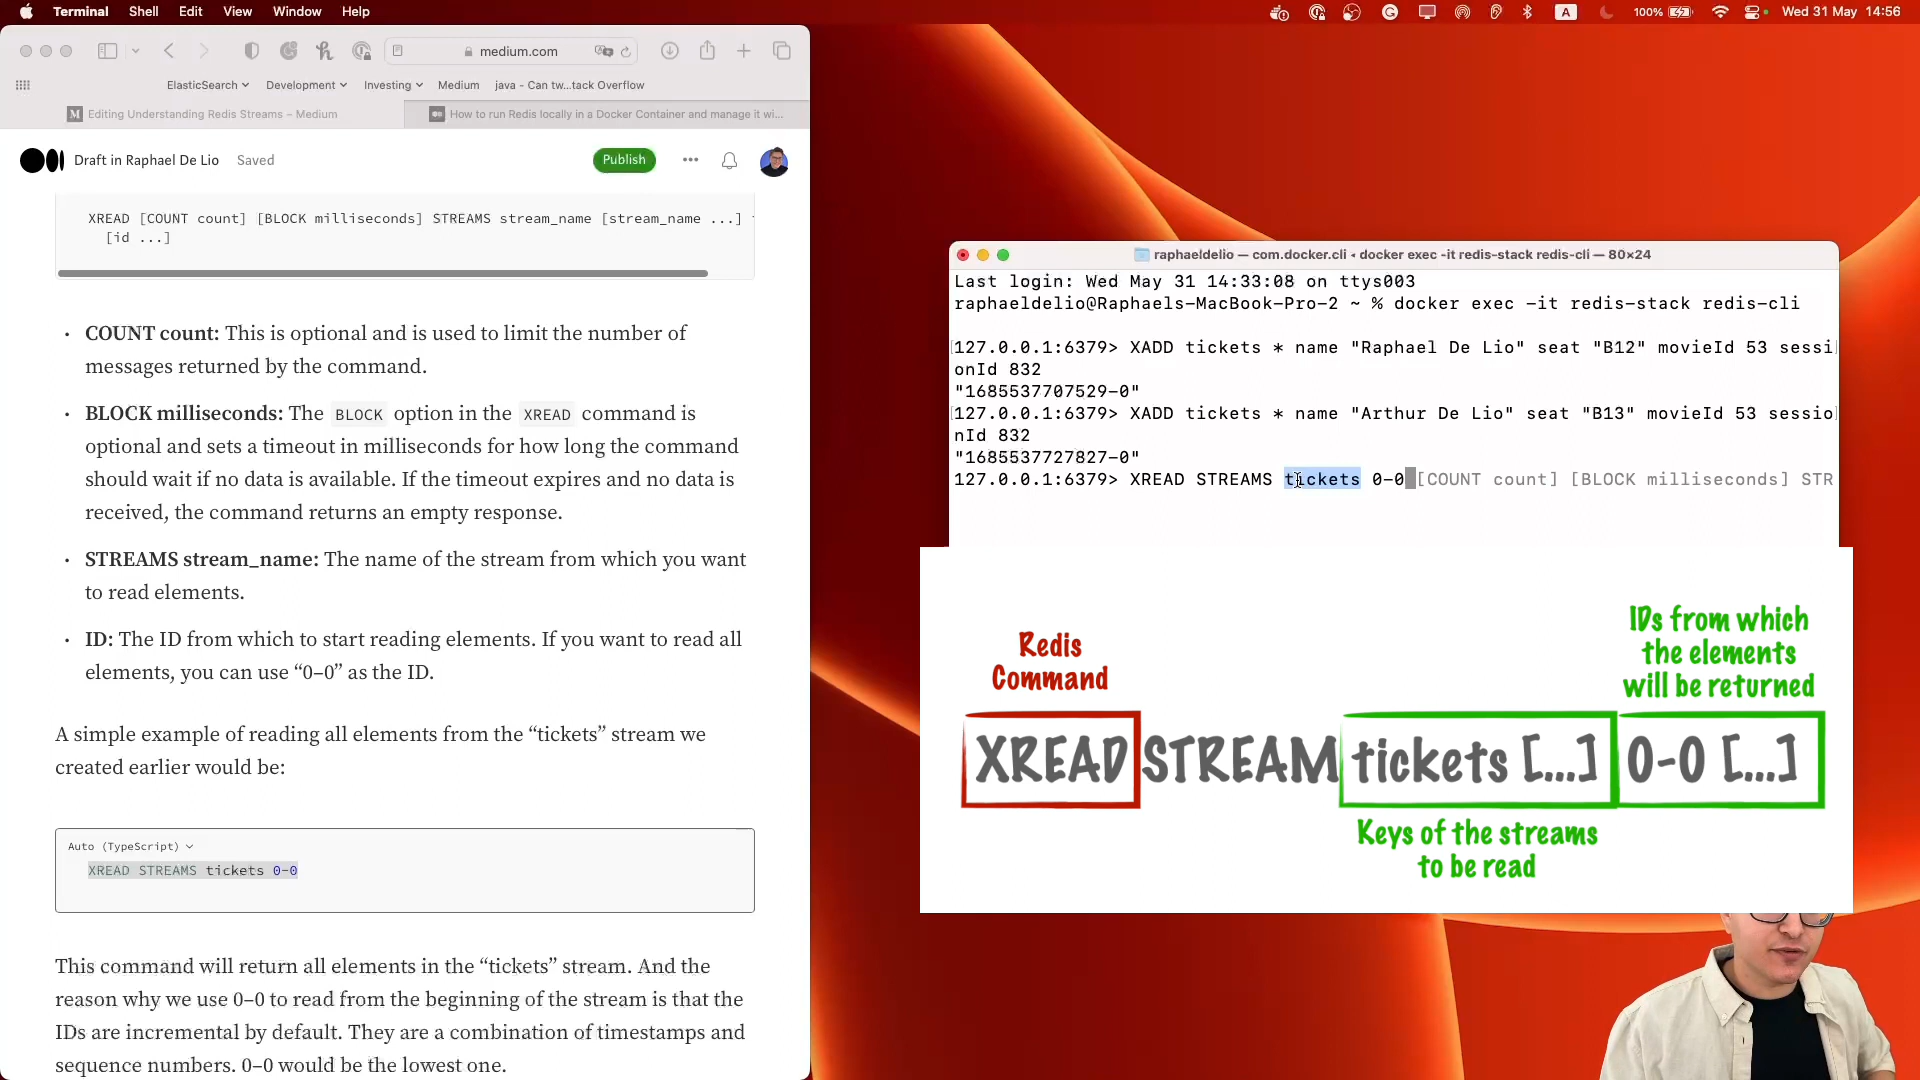 Terminal Shell Edit View Window Help
100% Wed 31 May 14:56
medium.com
ElasticSearch Development Investing Medium java - Can tw...tack Overflow
Editing Understanding Redis Streams – Medium
How to run Redis locally in a Docker Container and manage it wi...
Draft in Raphael De Lio Saved
Publish
XREAD [COUNT count] [BLOCK milliseconds] STREAMS stream_name [stream_name ...]
[id ...]
• COUNT count: This is optional and is used to limit the number of
messages returned by the command.
• BLOCK milliseconds: The BLOCK option in the XREAD command is
optional and sets a timeout in milliseconds for how long the command
should wait if no data is available. If the timeout expires and no data is
received, the command returns an empty response.
• STREAMS stream_name: The name of the stream from which you want
to read elements.
• ID: The ID from which to start reading elements. If you want to read all
elements, you can use “0–0” as the ID.
A simple example of reading all elements from the “tickets” stream we
created earlier would be:
Auto (TypeScript)
XREAD STREAMS tickets 0-0
This command will return all elements in the “tickets” stream. And the
reason why we use 0–0 to read from the beginning of the stream is that the
IDs are incremental by default. They are a combination of timestamps and
sequence numbers. 0–0 would be the lowest one.
raphaeldelio — com.docker.cli ◂ docker exec -it redis-stack redis-cli — 80×24
Last login: Wed May 31 14:33:08 on ttys003
raphaeldelio@Raphaels-MacBook-Pro-2 ~ % docker exec -it redis-stack redis-cli
127.0.0.1:6379> XADD tickets * name "Raphael De Lio" seat "B12" movieId 53 sessi
onId 832
"1685537707529-0"
127.0.0.1:6379> XADD tickets * name "Arthur De Lio" seat "B13" movieId 53 sessio
nId 832
"1685537727827-0"
127.0.0.1:6379> XREAD STREAMS tickets 0-0 [COUNT count] [BLOCK milliseconds] STR
Redis
Command
IDs from which
the elements
will be returned
XREAD STREAM tickets [...] 0-0 [...]
Keys of the streams
to be read